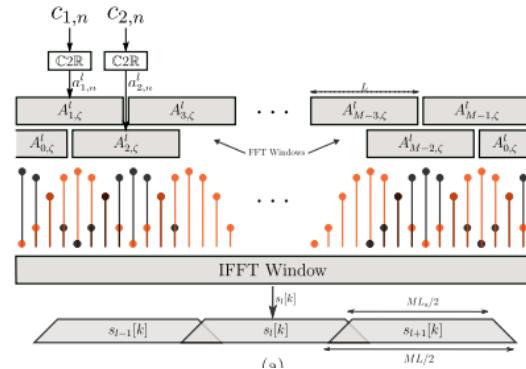 c_{1,n} c_{2,n}
ℂ2ℝ ℂ2ℝ
a^l_{1,n} a^l_{2,n}
A^l_{1,ζ} A^l_{3,ζ} · · · L A^l_{M−3,ζ} A^l_{M−1,ζ}
A^l_{0,ζ} A^l_{2,ζ} FFT Windows A^l_{M−2,ζ} A^l_{0,ζ}
· · ·
IFFT Window
s_l[k] ML_s/2
s_{l−1}[k] s_l[k] s_{l+1}[k]
ML/2
(a)